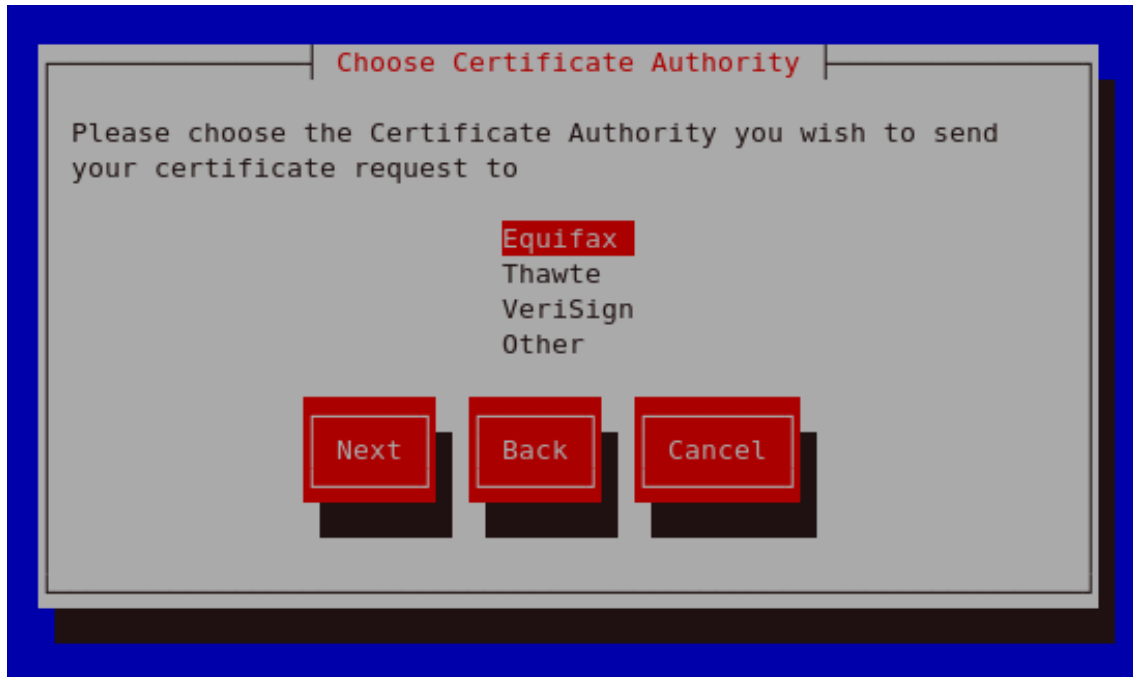 Choose Certificate Authority
Please choose the Certificate Authority you wish to send
your certificate request to
Equifax
Thawte
VeriSign
Other
Next Back Cancel